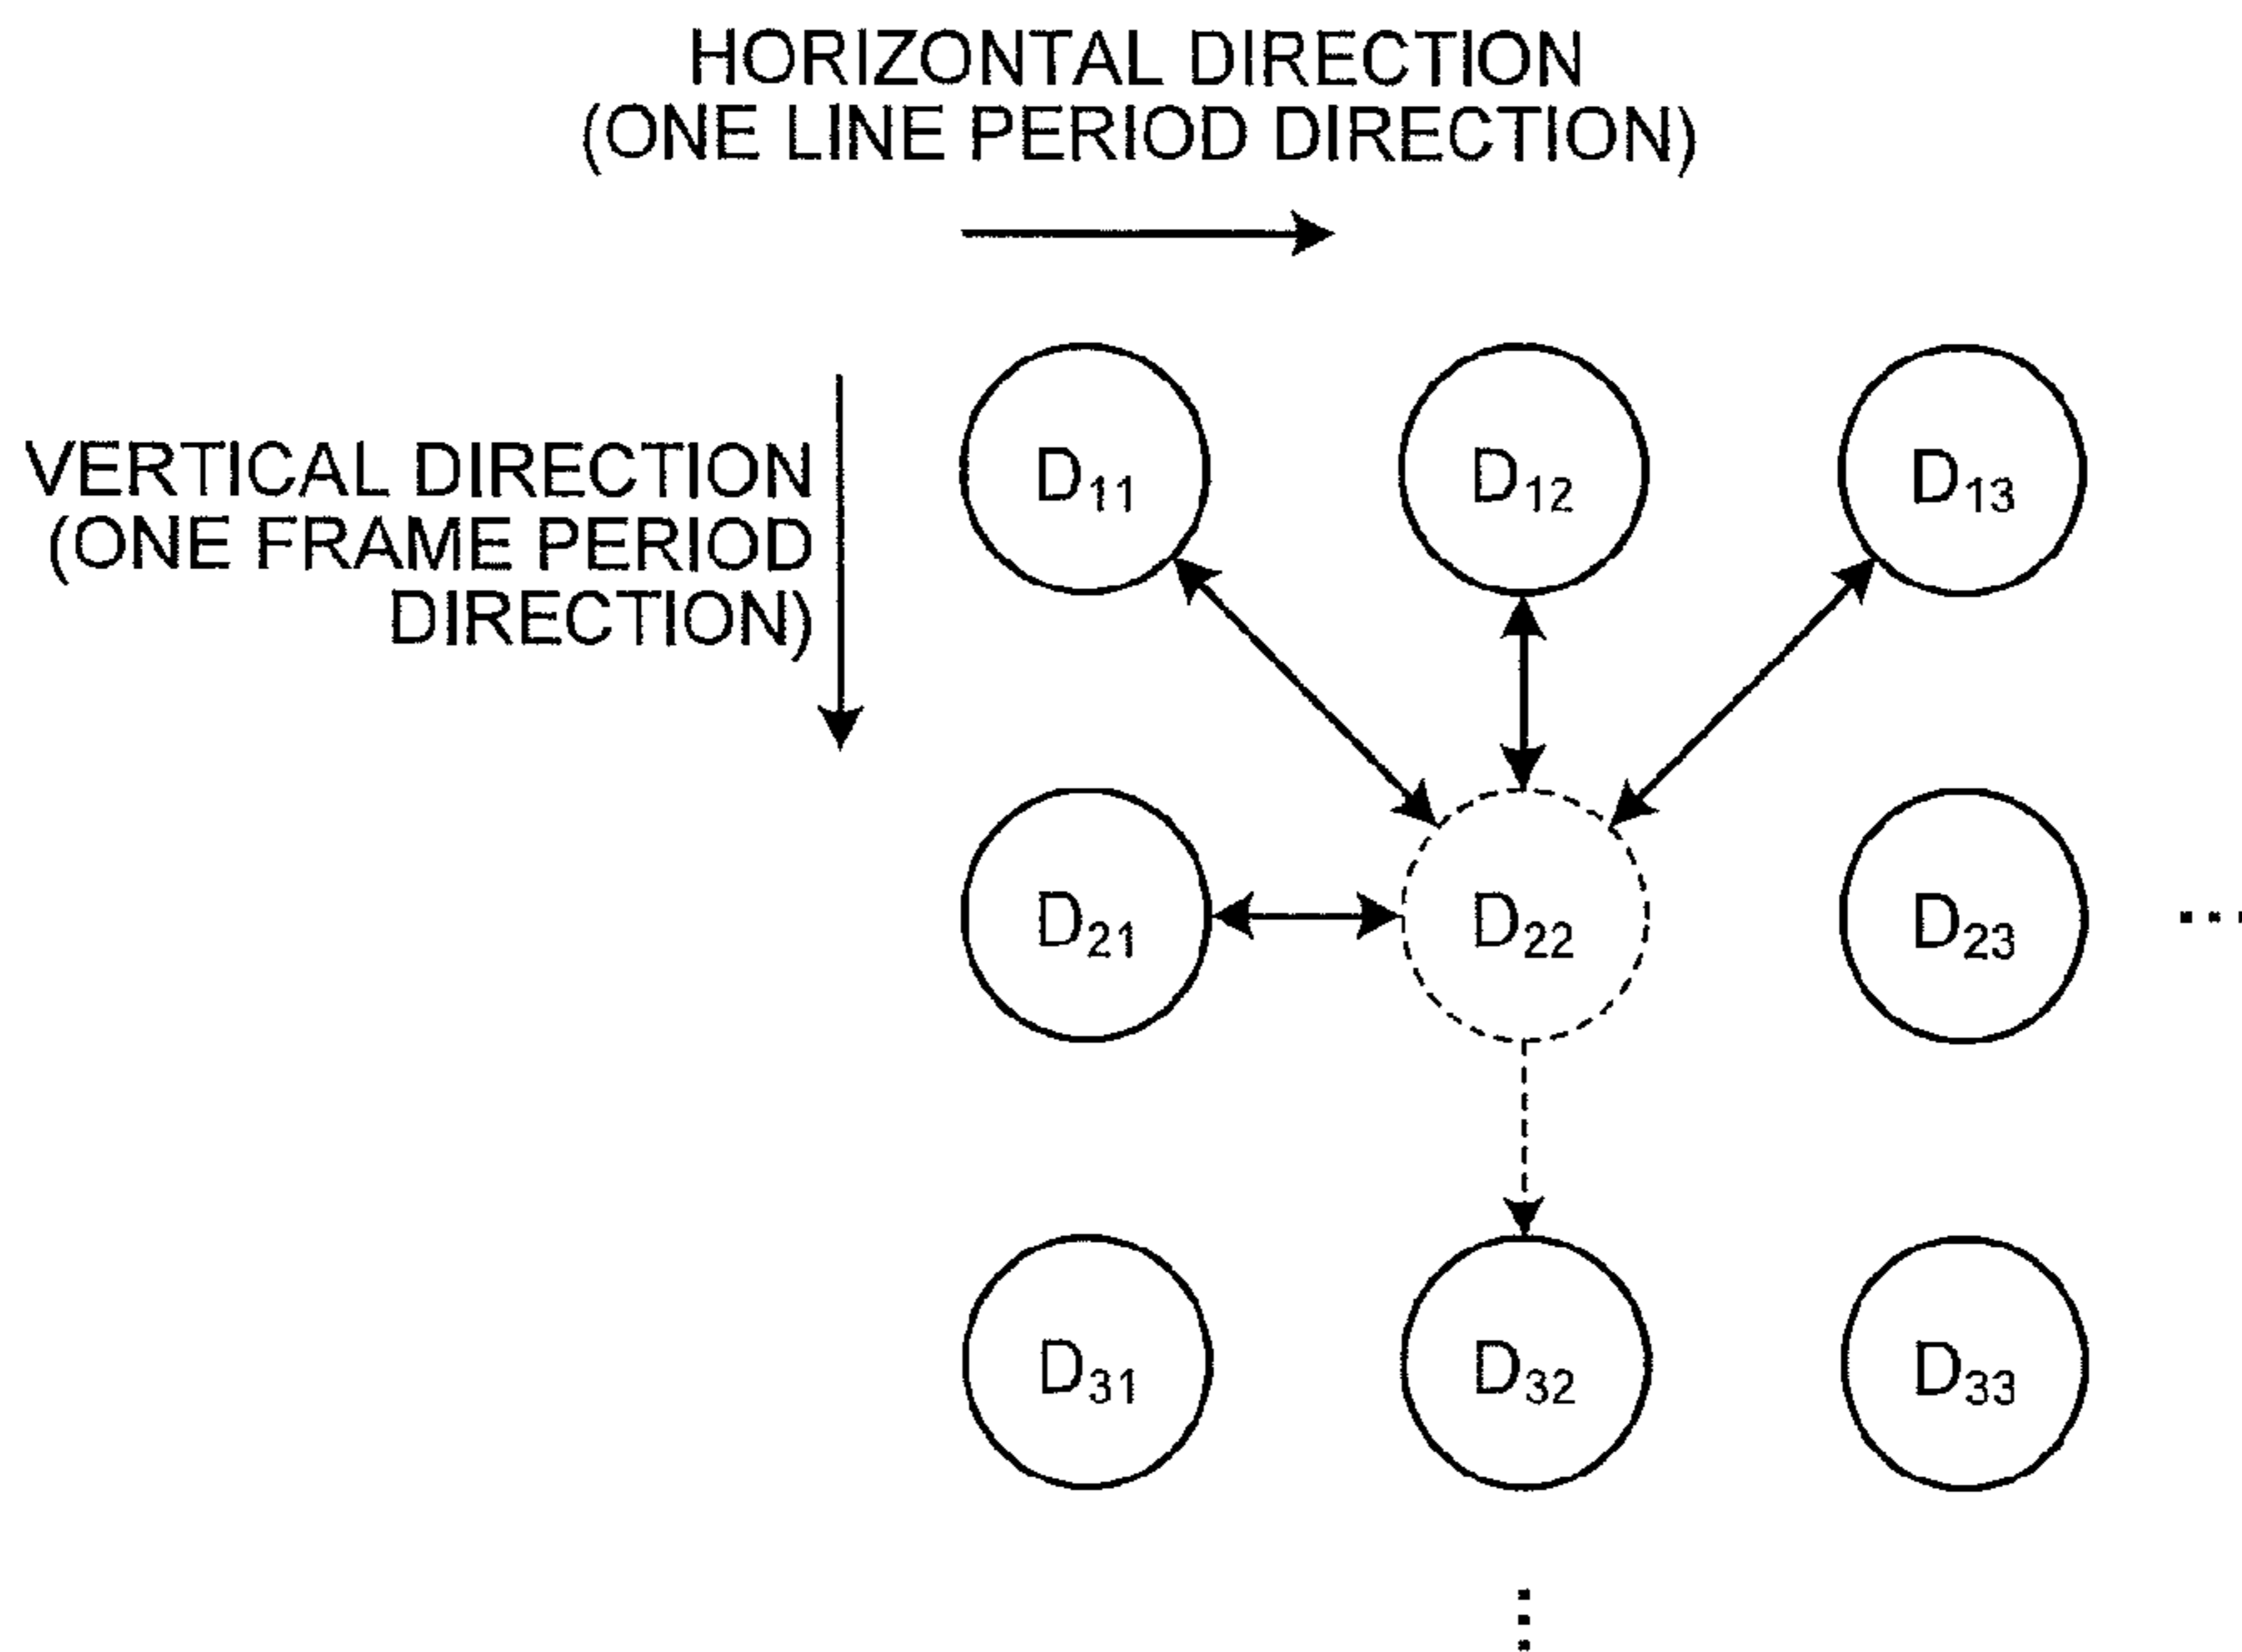 HORIZONTAL DIRECTION
(ONE LINE PERIOD DIRECTION)
VERTICAL DIRECTION
(ONE FRAME PERIOD
DIRECTION)
D₁₁ D₁₂ D₁₃
D₂₁ D₂₂ D₂₃ ...
D₃₁ D₃₂ D₃₃
⋮